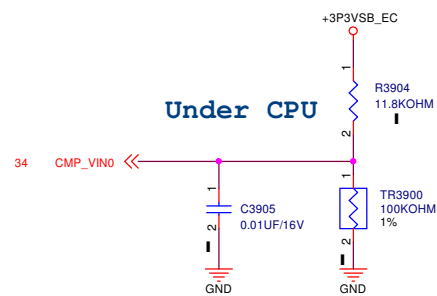 +3P3VSB_EC
1
R3904
11.8KOHM
2
Under CPU
34 CMP_VIN0
1
C3905
0.01UF/16V
2
GND
1
TR3900
100KOHM
1%
2
GND